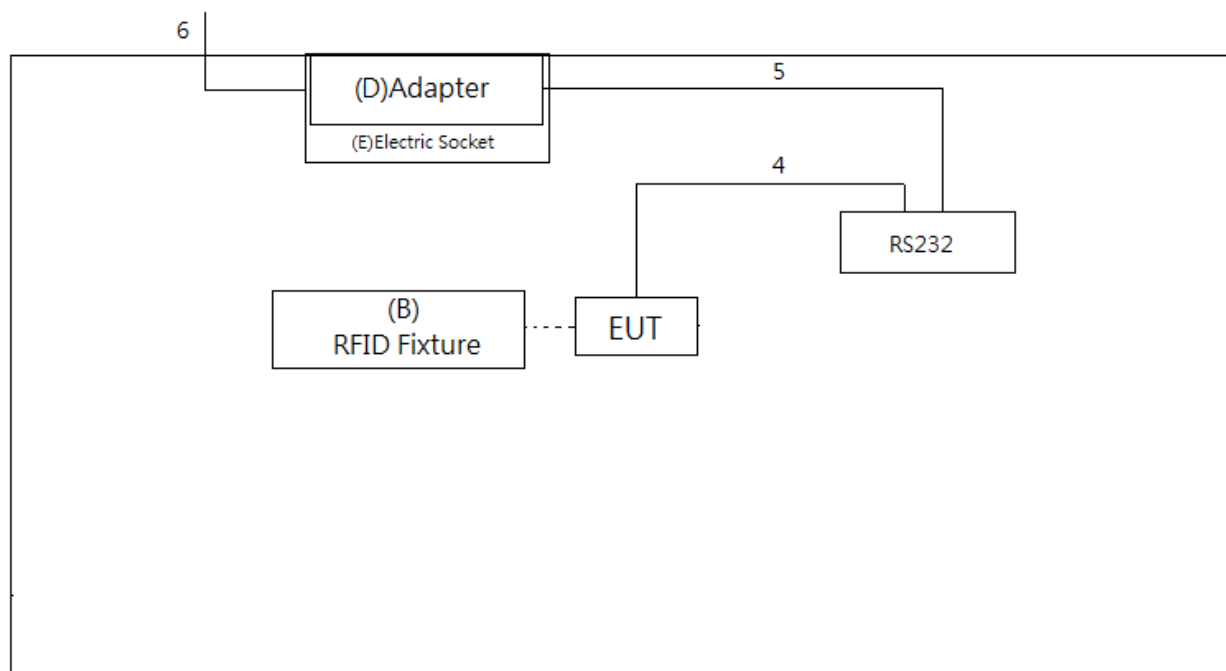 6
(D)Adapter
5
(E)Electric Socket
4
RS232
(B)
RFID Fixture
EUT